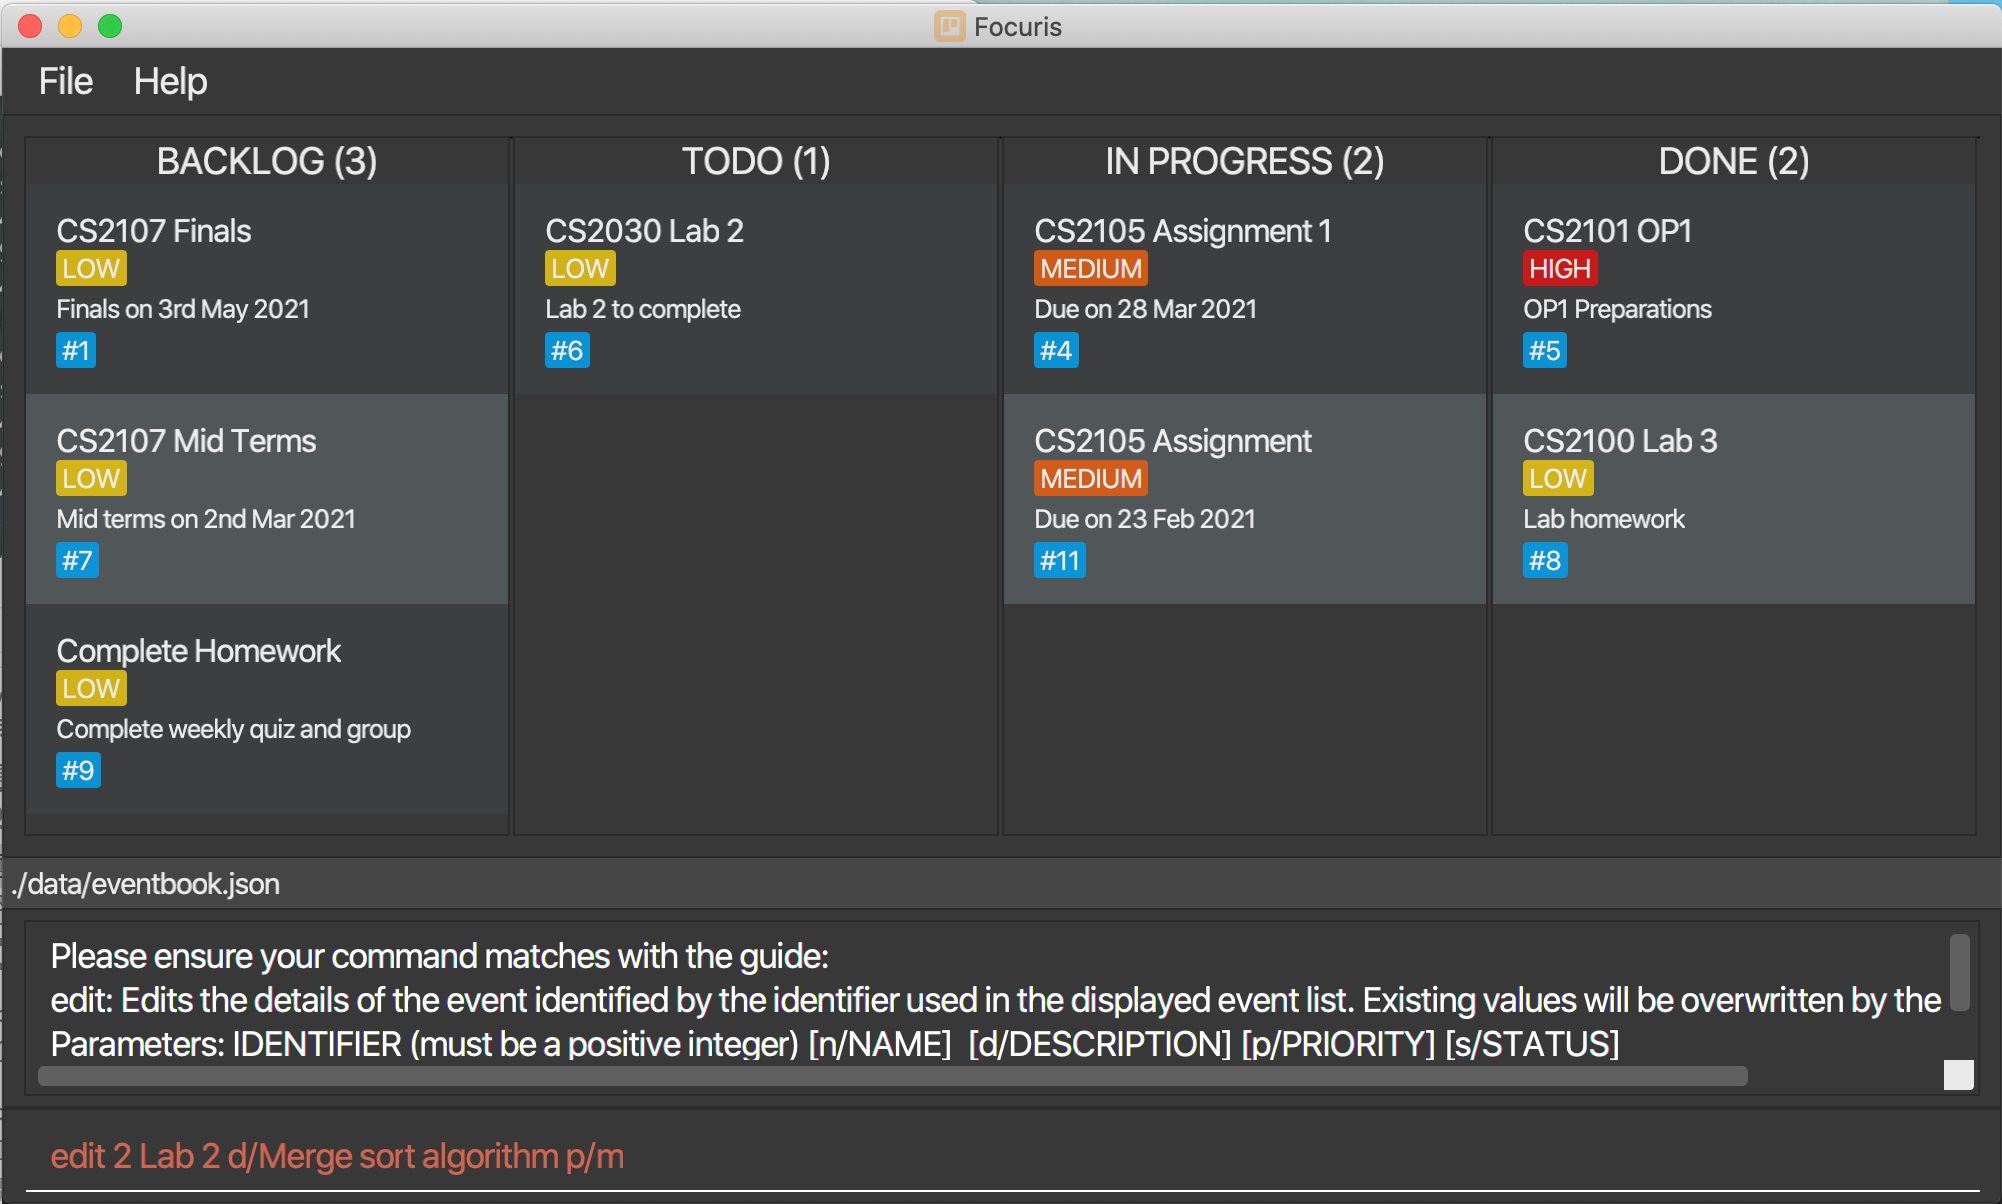 Focuris
File Help
BACKLOG (3)
CS2107 Finals
LOW
Finals on 3rd May 2021
#1
CS2107 Mid Terms
LOW
Mid terms on 2nd Mar 2021
#7
Complete Homework
LOW
Complete weekly quiz and group
#9
TODO (1)
CS2030 Lab 2
LOW
Lab 2 to complete
#6
IN PROGRESS (2)
CS2105 Assignment 1
MEDIUM
Due on 28 Mar 2021
#4
CS2105 Assignment
MEDIUM
Due on 23 Feb 2021
#11
DONE (2)
CS2101 OP1
HIGH
OP1 Preparations
#5
CS2100 Lab 3
LOW
Lab homework
#8
./data/eventbook.json
Please ensure your command matches with the guide:
edit: Edits the details of the event identified by the identifier used in the displayed event list. Existing values will be overwritten by the
Parameters: IDENTIFIER (must be a positive integer) [n/NAME]  [d/DESCRIPTION] [p/PRIORITY] [s/STATUS]
edit 2 Lab 2 d/Merge sort algorithm p/m